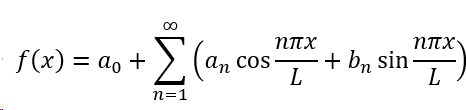 f(x) = a₀ + ∑_{n=1}^{∞} (aₙ cos nπx/L + bₙ sin nπx/L)